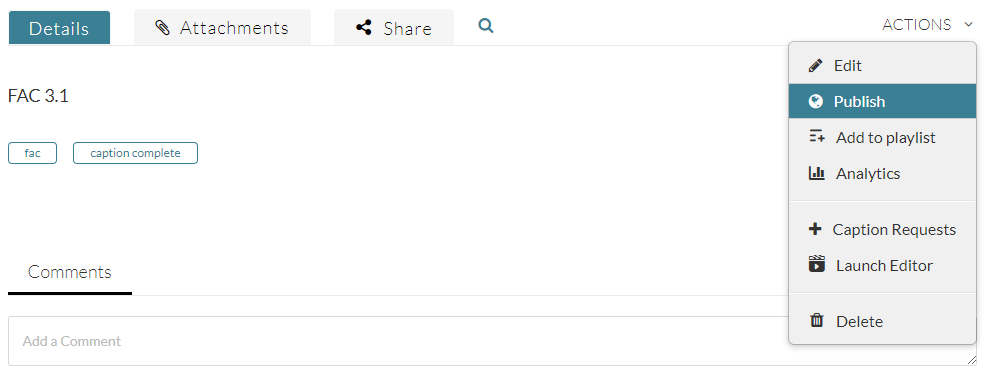 Details Attachments Share ACTIONS
Edit
FAC 3.1
Publish
Add to playlist
fac caption complete
Analytics
Caption Requests
Comments
Launch Editor
Delete
Add a Comment